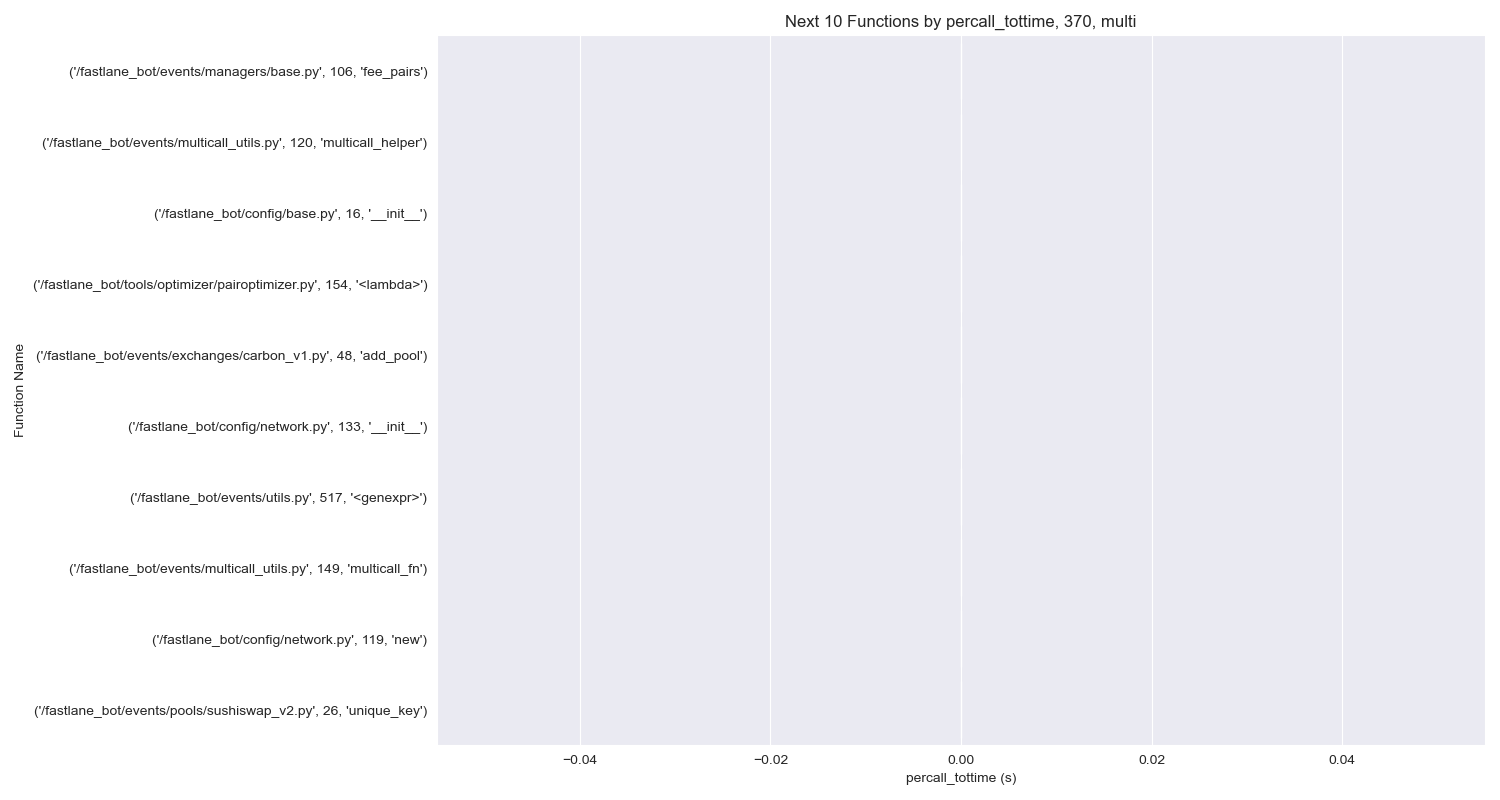 Next 10 Functions by percall_tottime, 370, multi
Function Name
('/fastlane_bot/events/managers/base.py', 106, 'fee_pairs')
('/fastlane_bot/events/multicall_utils.py', 120, 'multicall_helper')
('/fastlane_bot/config/base.py', 16, '__init__')
('/fastlane_bot/tools/optimizer/pairoptimizer.py', 154, '<lambda>')
('/fastlane_bot/events/exchanges/carbon_v1.py', 48, 'add_pool')
('/fastlane_bot/config/network.py', 133, '__init__')
('/fastlane_bot/events/utils.py', 517, '<genexpr>')
('/fastlane_bot/events/multicall_utils.py', 149, 'multicall_fn')
('/fastlane_bot/config/network.py', 119, 'new')
('/fastlane_bot/events/pools/sushiswap_v2.py', 26, 'unique_key')
−0.04 −0.02 0.00 0.02 0.04
percall_tottime (s)